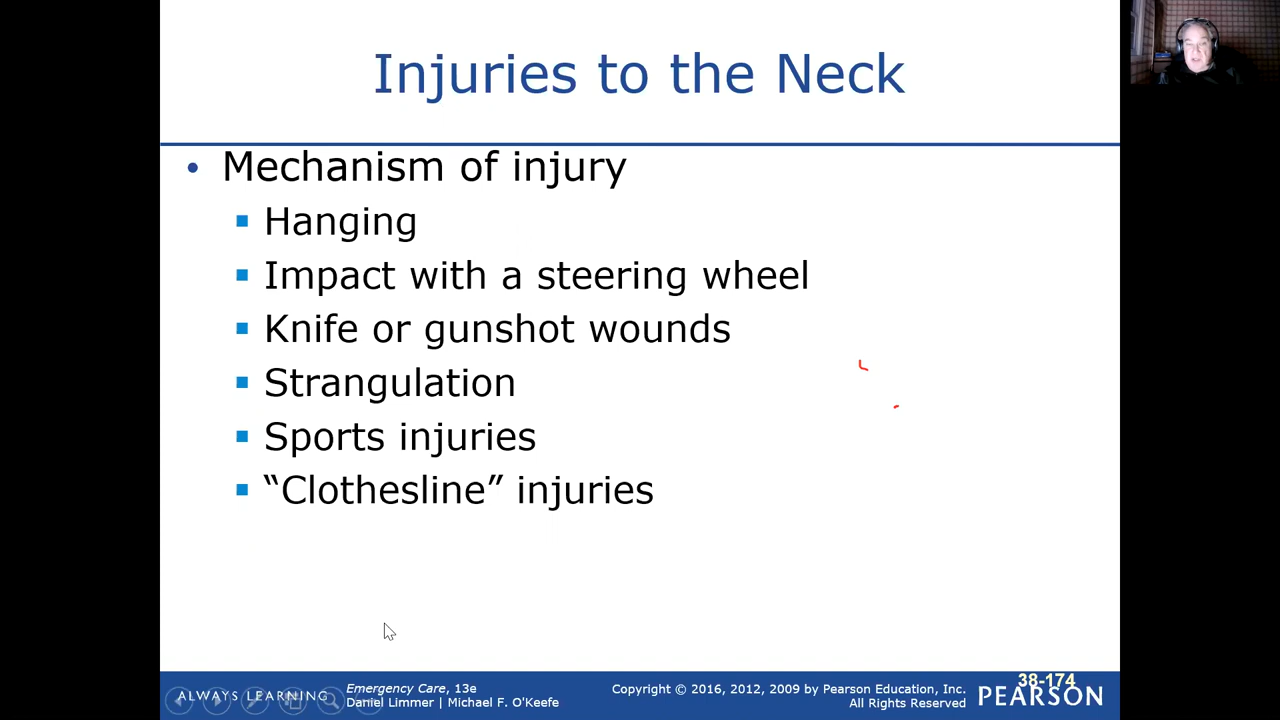 Injuries to the Neck
• Mechanism of injury
▪ Hanging
▪ Impact with a steering wheel
▪ Knife or gunshot wounds
▪ Strangulation
▪ Sports injuries
▪ “Clothesline” injuries
ALWAYS LEARNING
Emergency Care, 13e
Daniel Limmer | Michael F. O'Keefe
Copyright © 2016, 2012, 2009 by Pearson Education, Inc.
All Rights Reserved
38-174
PEARSON